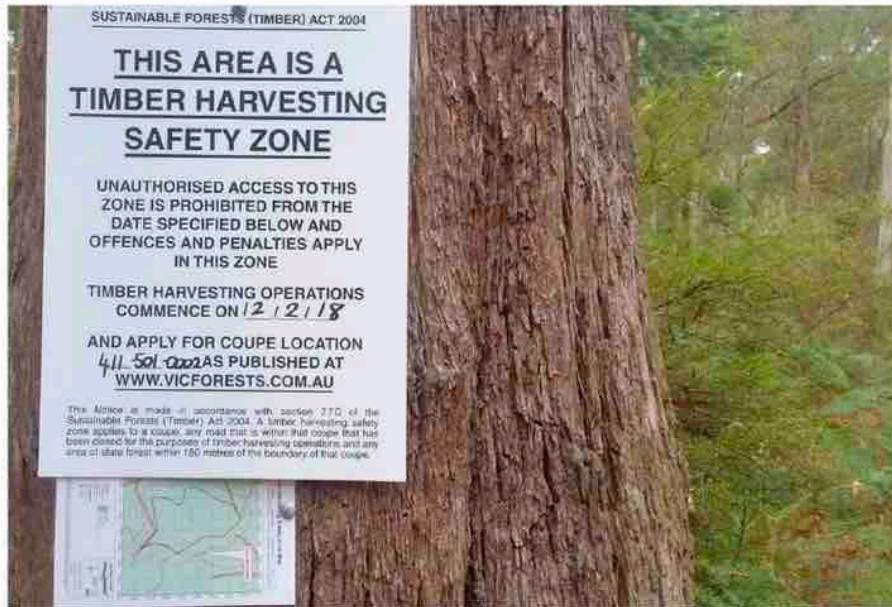 SUSTAINABLE FORESTS (TIMBER) ACT 2004
THIS AREA IS A
TIMBER HARVESTING
SAFETY ZONE
UNAUTHORISED ACCESS TO THIS
ZONE IS PROHIBITED FROM THE
DATE SPECIFIED BELOW AND
OFFENCES AND PENALTIES APPLY
IN THIS ZONE
TIMBER HARVESTING OPERATIONS
COMMENCE ON 12/2/18
AND APPLY FOR COUPE LOCATION
411-501-0002 AS PUBLISHED AT
WWW.VICFORESTS.COM.AU
This Notice is made in accordance with section 77G of the
Sustainable Forests (Timber) Act 2004. A timber harvesting safety
zone applies to a coupe, any road that is within that coupe that has
been closed for the purposes of timber harvesting operations and any
area of state forest within 150 metres of the boundary of that coupe.